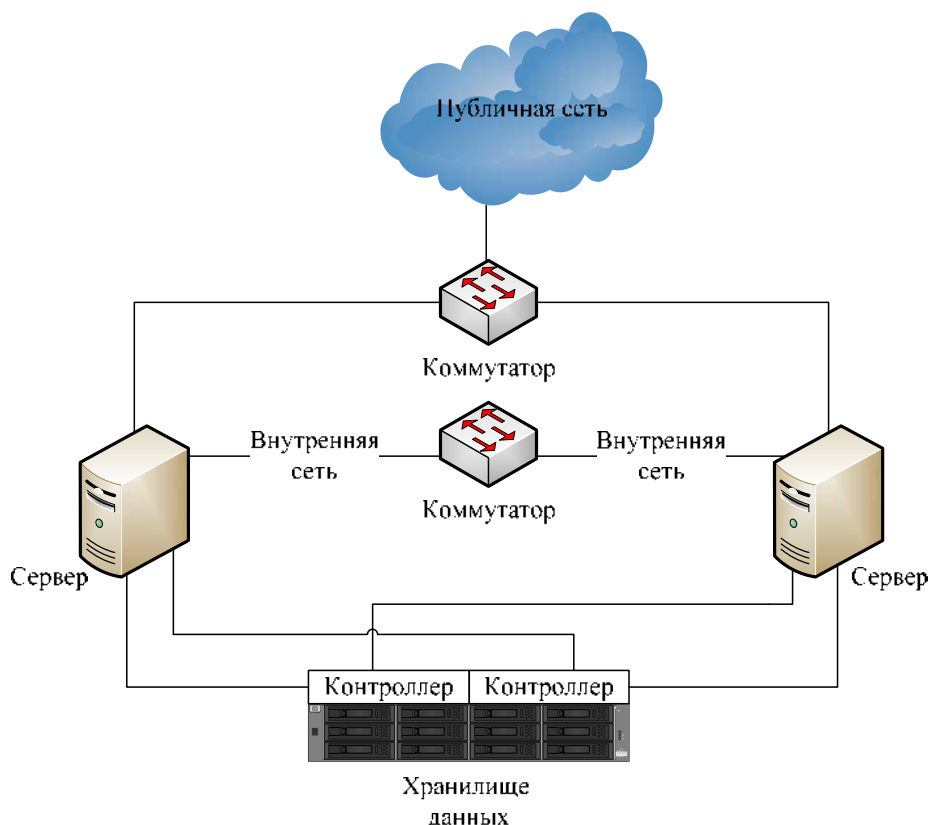 Публичная сеть
Коммутатор
Внутренняя
сеть
Внутренняя
сеть
Коммутатор
Сервер
Сервер
Контроллер
Контроллер
Хранилище
данных